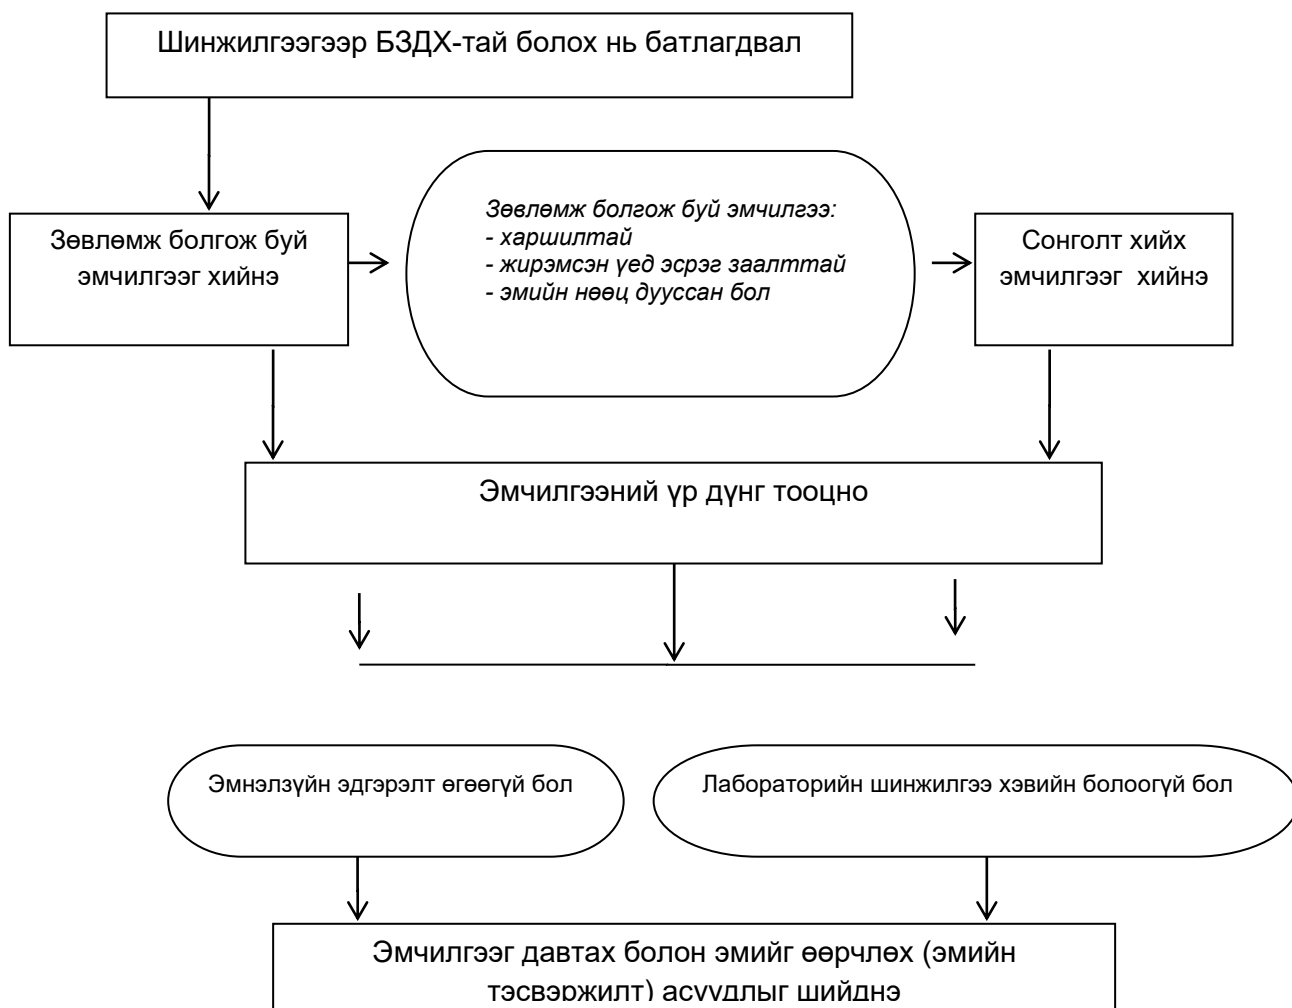 Шинжилгээгээр БЗДХ-тай болох нь батлагдвал
Зөвлөмж болгож буй
эмчилгээг хийнэ
Зөвлөмж болгож буй эмчилгээ:
- харшилтай
- жирэмсэн үед эсрэг заалттай
- эмийн нөөц дууссан бол
Сонголт хийх
эмчилгээг хийнэ
Эмчилгээний үр дүнг тооцно
Эмнэлзүйн эдгэрэлт өгөөгүй бол
Лабораторийн шинжилгээ хэвийн болоогүй бол
Эмчилгээг давтах болон эмийг өөрчлөх (эмийн
тэсвэржилт) асуудлыг шийднэ